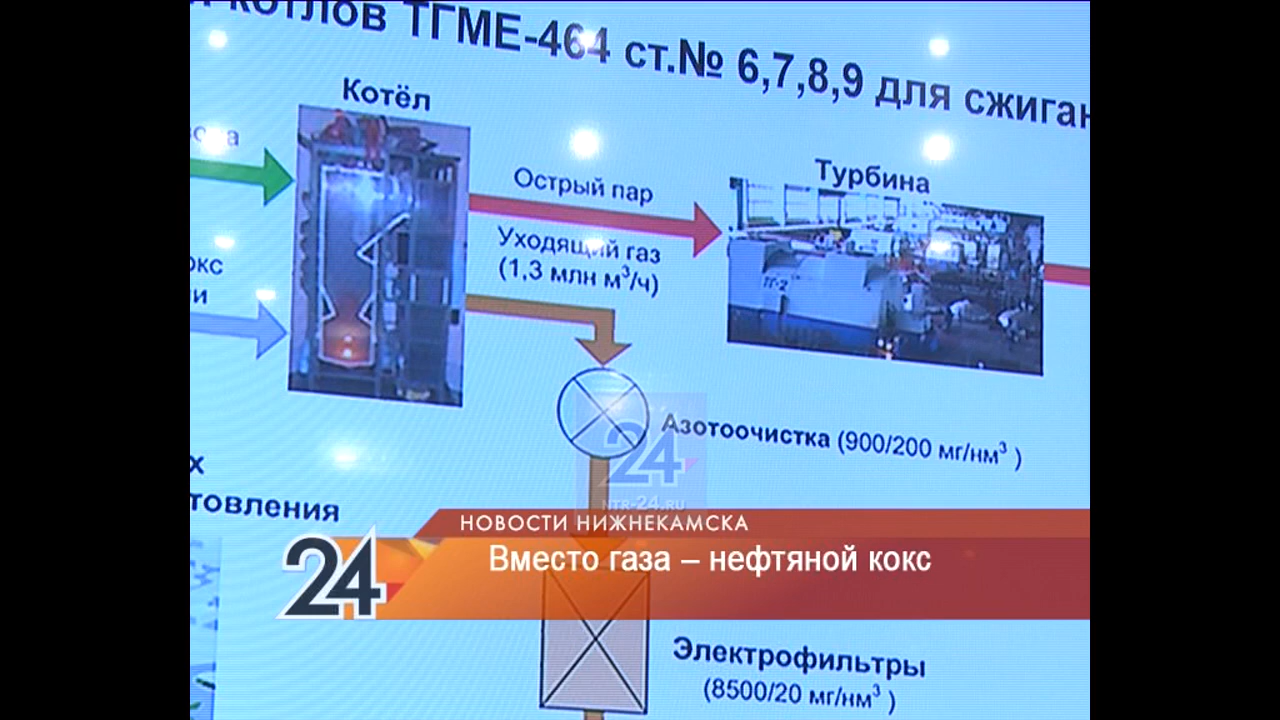 котлов ТГМЕ-464 ст.№ 6,7,8,9 для сжиган
Котёл
Острый пар
Турбина
Уходящий газ
(1,3 млн м³/ч)
ТГ-2
Азотоочистка (900/200 мг/нм³ )
24
NTR-24.RU
товления
НОВОСТИ НИЖНЕКАМСКА
24
Вместо газа – нефтяной кокс
Электрофильтры
(8500/20 мг/нм³ )